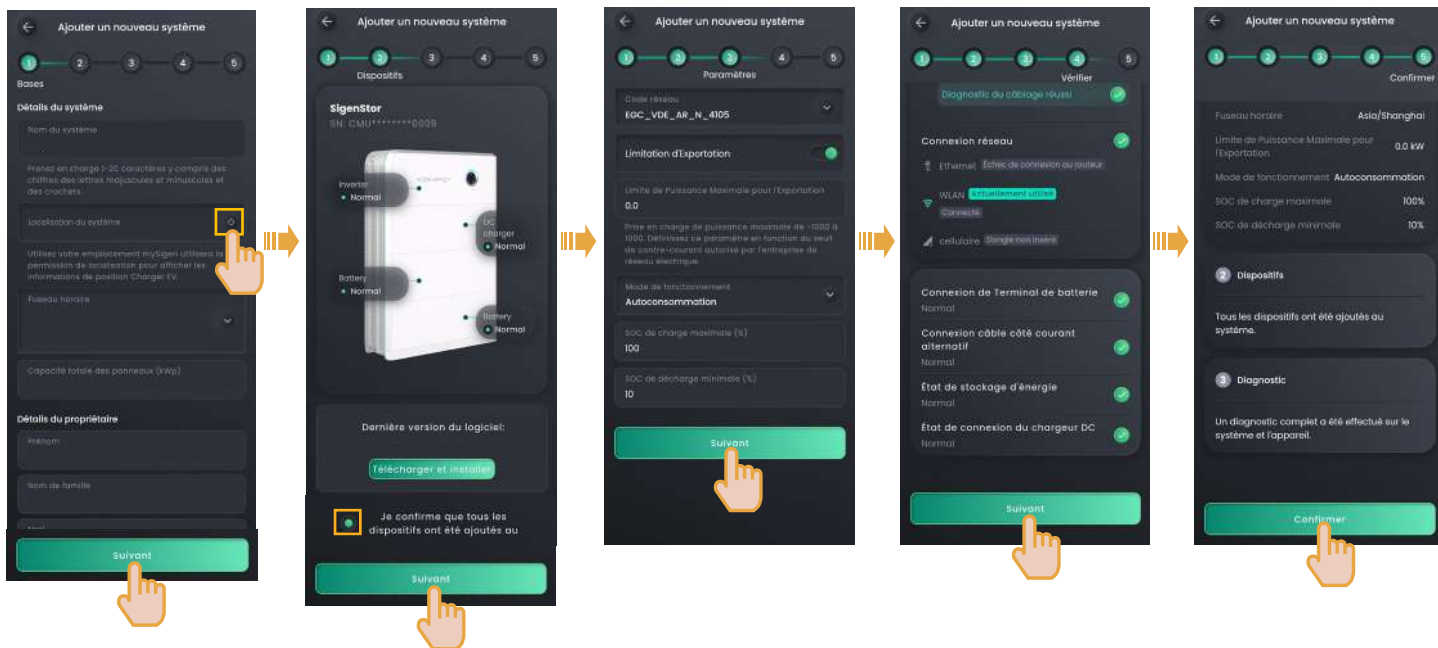 Ajouter un nouveau système
1 2 3 4 5
Bases
Détails du système
Nom du système
Prenet en charge 1-20 caractères y compris des
chiffres des lettres majuscules et minuscules et
des crochets.
Localisation du système
Utilisez votre emplacement mySigen utilisera la
permission de localisation pour afficher les
informations de position Charger EV.
Fuseau horaire
Capacité totale des panneaux (kWp)
Détails du propriétaire
Prénom
Nom de famille
Suivant
Ajouter un nouveau système
1 2 3 4 5
Dispositifs
SigenStor
SN: CMU********0006
Inverter
Normal
DC
charger
Normal
Battery
Normal
Battery
Normal
Dernière version du logiciel:
Télécharger et installer
Je confirme que tous les
dispositifs ont été ajoutés au
Suivant
Ajouter un nouveau système
1 2 3 4 5
Paramètres
Code réseau
EGC_VDE_AR_N_4105
Limitation d'Exportation
Limite de Puissance Maximale pour l'Exportation
0.0
Prise en charge de puissance maximale de -1000 à
1000. Définissez ce paramètre en fonction du seuil
de contre-courant autorisé par l'entreprise de
réseau électrique.
Mode de fonctionnement
Autoconsommation
SOC de charge maximale (%)
100
SOC de décharge minimale (%)
10
Suivant
Ajouter un nouveau système
1 2 3 4 5
Vérifier
Diagnostic du câblage réussi
Connexion réseau
Ethernet Echec de connexion au routeur
WLAN Actuellement utilisé
Connecté
cellulaire Dongle non inséré
Connexion de Terminal de batterie
Normal
Connexion câble côté courant
alternatif
Normal
État de stockage d'énergie
Normal
État de connexion du chargeur DC
Normal
Suivant
Ajouter un nouveau système
1 2 3 4 5
Confirmer
Fuseau horaire Asia/Shanghai
Limite de Puissance Maximale pour
l'Exportation 0.0 kW
Mode de fonctionnement Autoconsommation
SOC de charge maximale 100%
SOC de décharge minimale 10%
2 Dispositifs
Tous les dispositifs ont été ajoutés au
système.
3 Diagnostic
Un diagnostic complet a été effectué sur le
système et l'appareil.
Confirmer